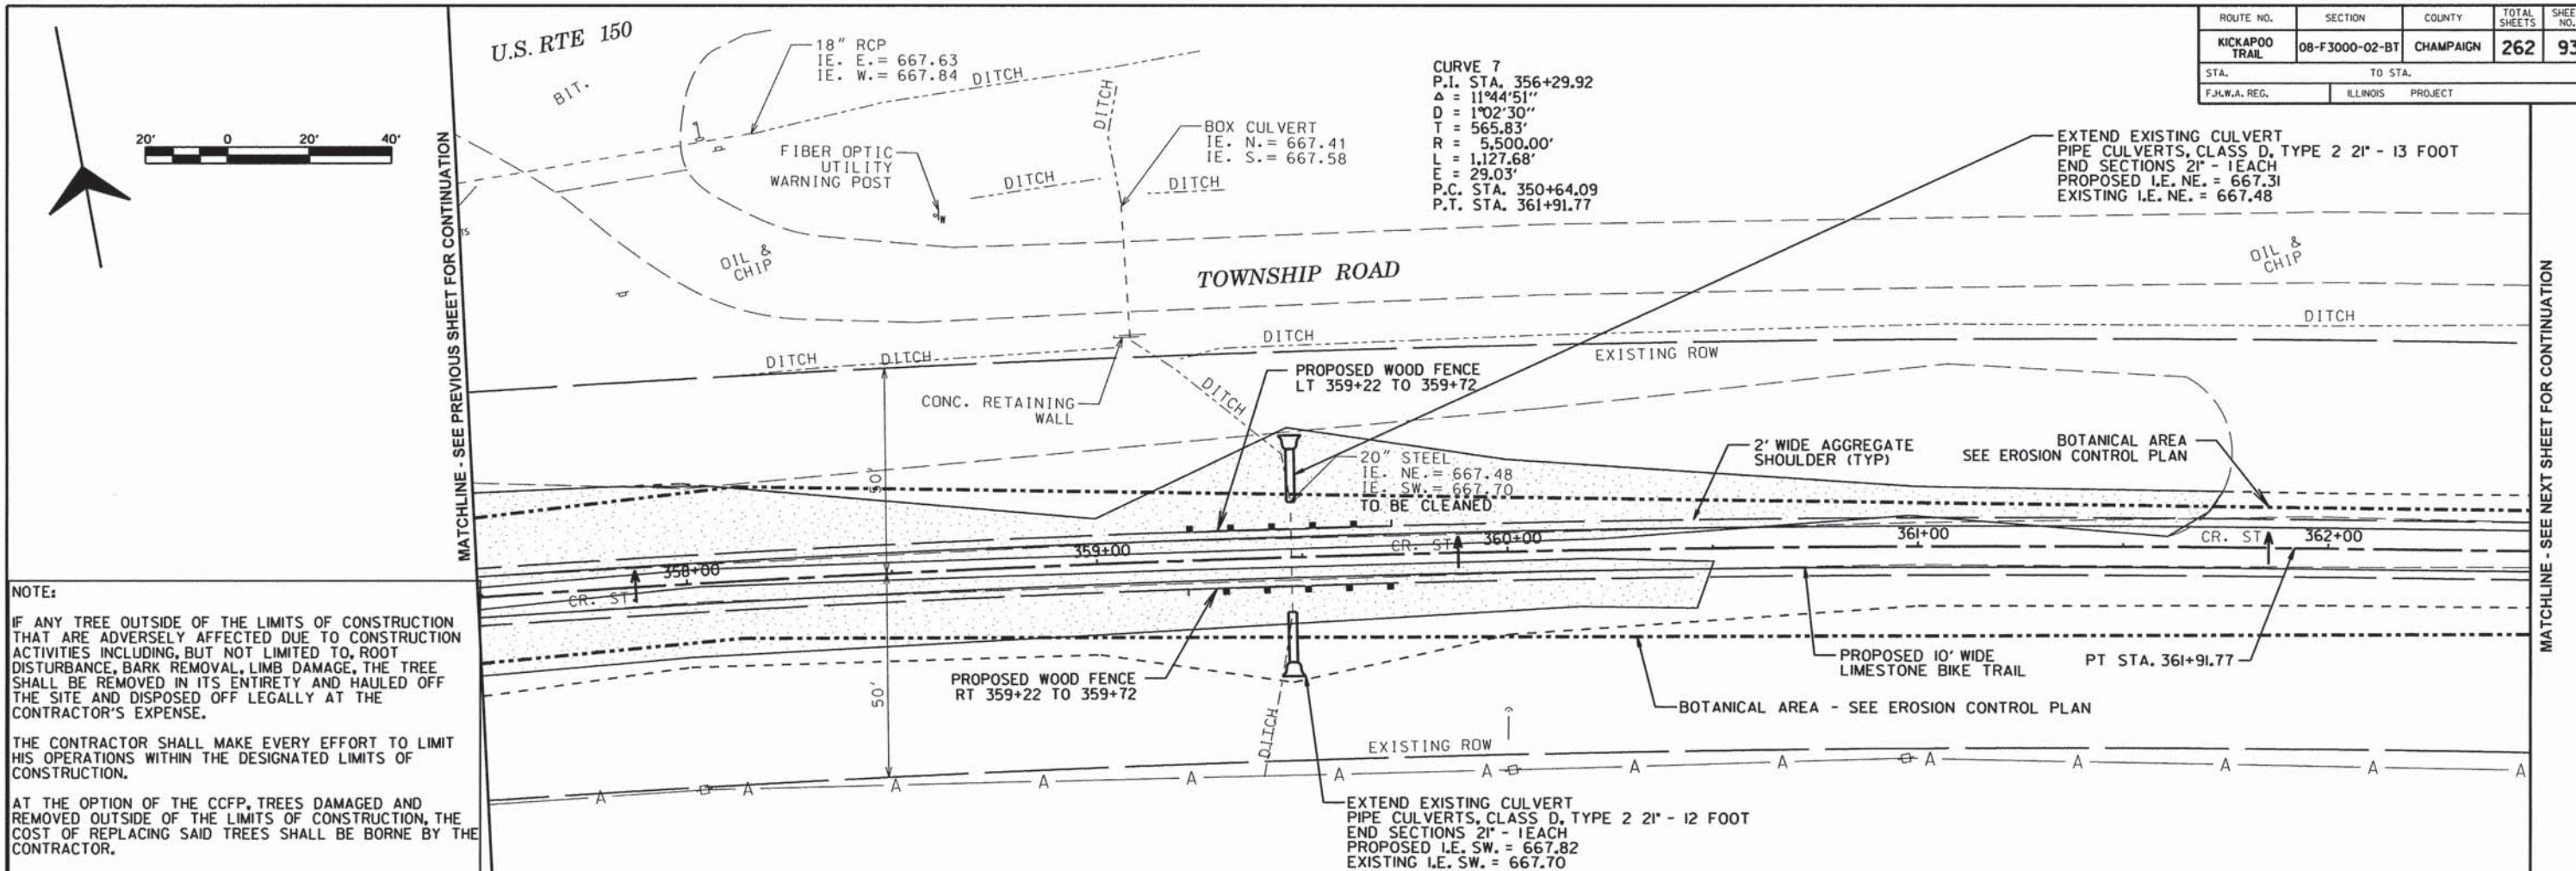 ROUTE NO. SECTION COUNTY TOTAL SHEETS SHEET NO.
KICKAPOO TRAIL 08-F3000-02-BT CHAMPAIGN 262 93
STA. TO STA.
F.H.W.A. REG. ILLINOIS PROJECT
U.S. RTE 150
BIT.
20' 0 20' 40'
18" RCP
IE. E.= 667.63
IE. W.= 667.84
DITCH
DITCH
BOX CULVERT
IE. N.= 667.41
IE. S.= 667.58
FIBER OPTIC
UTILITY
WARNING POST
DITCH
DITCH
W
TS
CURVE 7
P.I. STA. 356+29.92
Δ = 11°44'51"
D = 1°02'30"
T = 565.83'
R = 5,500.00'
L = 1,127.68'
E = 29.03'
P.C. STA. 350+64.09
P.T. STA. 361+91.77
EXTEND EXISTING CULVERT
PIPE CULVERTS, CLASS D, TYPE 2 21" - 13 FOOT
END SECTIONS 21" - 1 EACH
PROPOSED I.E. NE. = 667.31
EXISTING I.E. NE. = 667.48
MATCHLINE - SEE PREVIOUS SHEET FOR CONTINUATION
OIL &
CHIP
TOWNSHIP ROAD
OIL &
CHIP
MATCHLINE - SEE NEXT SHEET FOR CONTINUATION
DITCH
DITCH
DITCH
DITCH
EXISTING ROW
DITCH
CONC. RETAINING
WALL
PROPOSED WOOD FENCE
LT 359+22 TO 359+72
50'
20" STEEL
IE. NE.= 667.48
IE. SW.= 667.70
TO BE CLEANED
2' WIDE AGGREGATE
SHOULDER (TYP)
BOTANICAL AREA
SEE EROSION CONTROL PLAN
358+00
359+00
360+00
361+00
362+00
CR. ST
CR. ST
CR. ST
PROPOSED WOOD FENCE
RT 359+22 TO 359+72
50'
DITCH
PROPOSED 10' WIDE
LIMESTONE BIKE TRAIL
PT STA. 361+91.77
BOTANICAL AREA - SEE EROSION CONTROL PLAN
EXISTING ROW
A A A A A A A A A A A A A A
EXTEND EXISTING CULVERT
PIPE CULVERTS, CLASS D, TYPE 2 21" - 12 FOOT
END SECTIONS 21" - 1 EACH
PROPOSED I.E. SW. = 667.82
EXISTING I.E. SW. = 667.70
NOTE:
IF ANY TREE OUTSIDE OF THE LIMITS OF CONSTRUCTION
THAT ARE ADVERSELY AFFECTED DUE TO CONSTRUCTION
ACTIVITIES INCLUDING, BUT NOT LIMITED TO, ROOT
DISTURBANCE, BARK REMOVAL, LIMB DAMAGE, THE TREE
SHALL BE REMOVED IN ITS ENTIRETY AND HAULED OFF
THE SITE AND DISPOSED OFF LEGALLY AT THE
CONTRACTOR'S EXPENSE.
THE CONTRACTOR SHALL MAKE EVERY EFFORT TO LIMIT
HIS OPERATIONS WITHIN THE DESIGNATED LIMITS OF
CONSTRUCTION.
AT THE OPTION OF THE CCFP, TREES DAMAGED AND
REMOVED OUTSIDE OF THE LIMITS OF CONSTRUCTION, THE
COST OF REPLACING SAID TREES SHALL BE BORNE BY THE
CONTRACTOR.